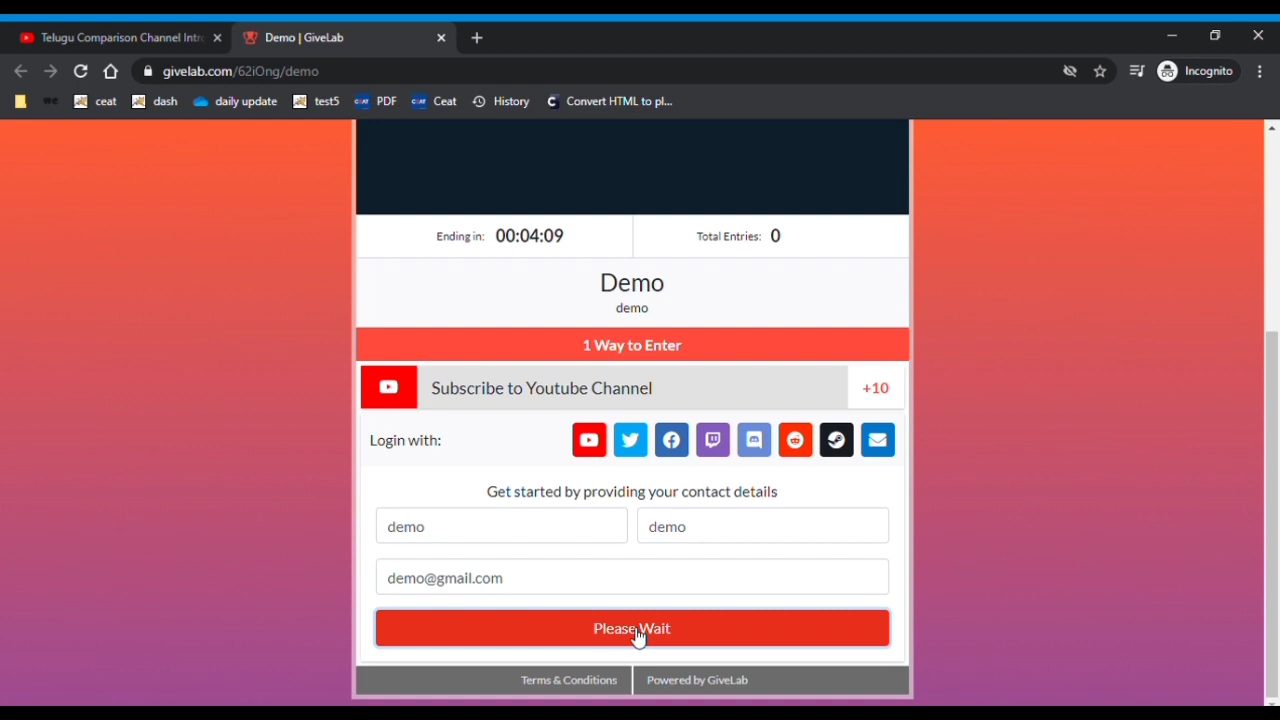 Telugu Comparison Channel Intro
Demo | GiveLab
givelab.com/62iOng/demo
Incognito
ceat
dash
daily update
test5
PDF
Ceat
History
Convert HTML to pl...
Ending in: 00:04:09
Total Entries: 0
Demo
demo
1 Way to Enter
Subscribe to Youtube Channel
+10
Login with:
Get started by providing your contact details
demo
demo
demo@gmail.com
Please Wait
Terms & Conditions
Powered by GiveLab